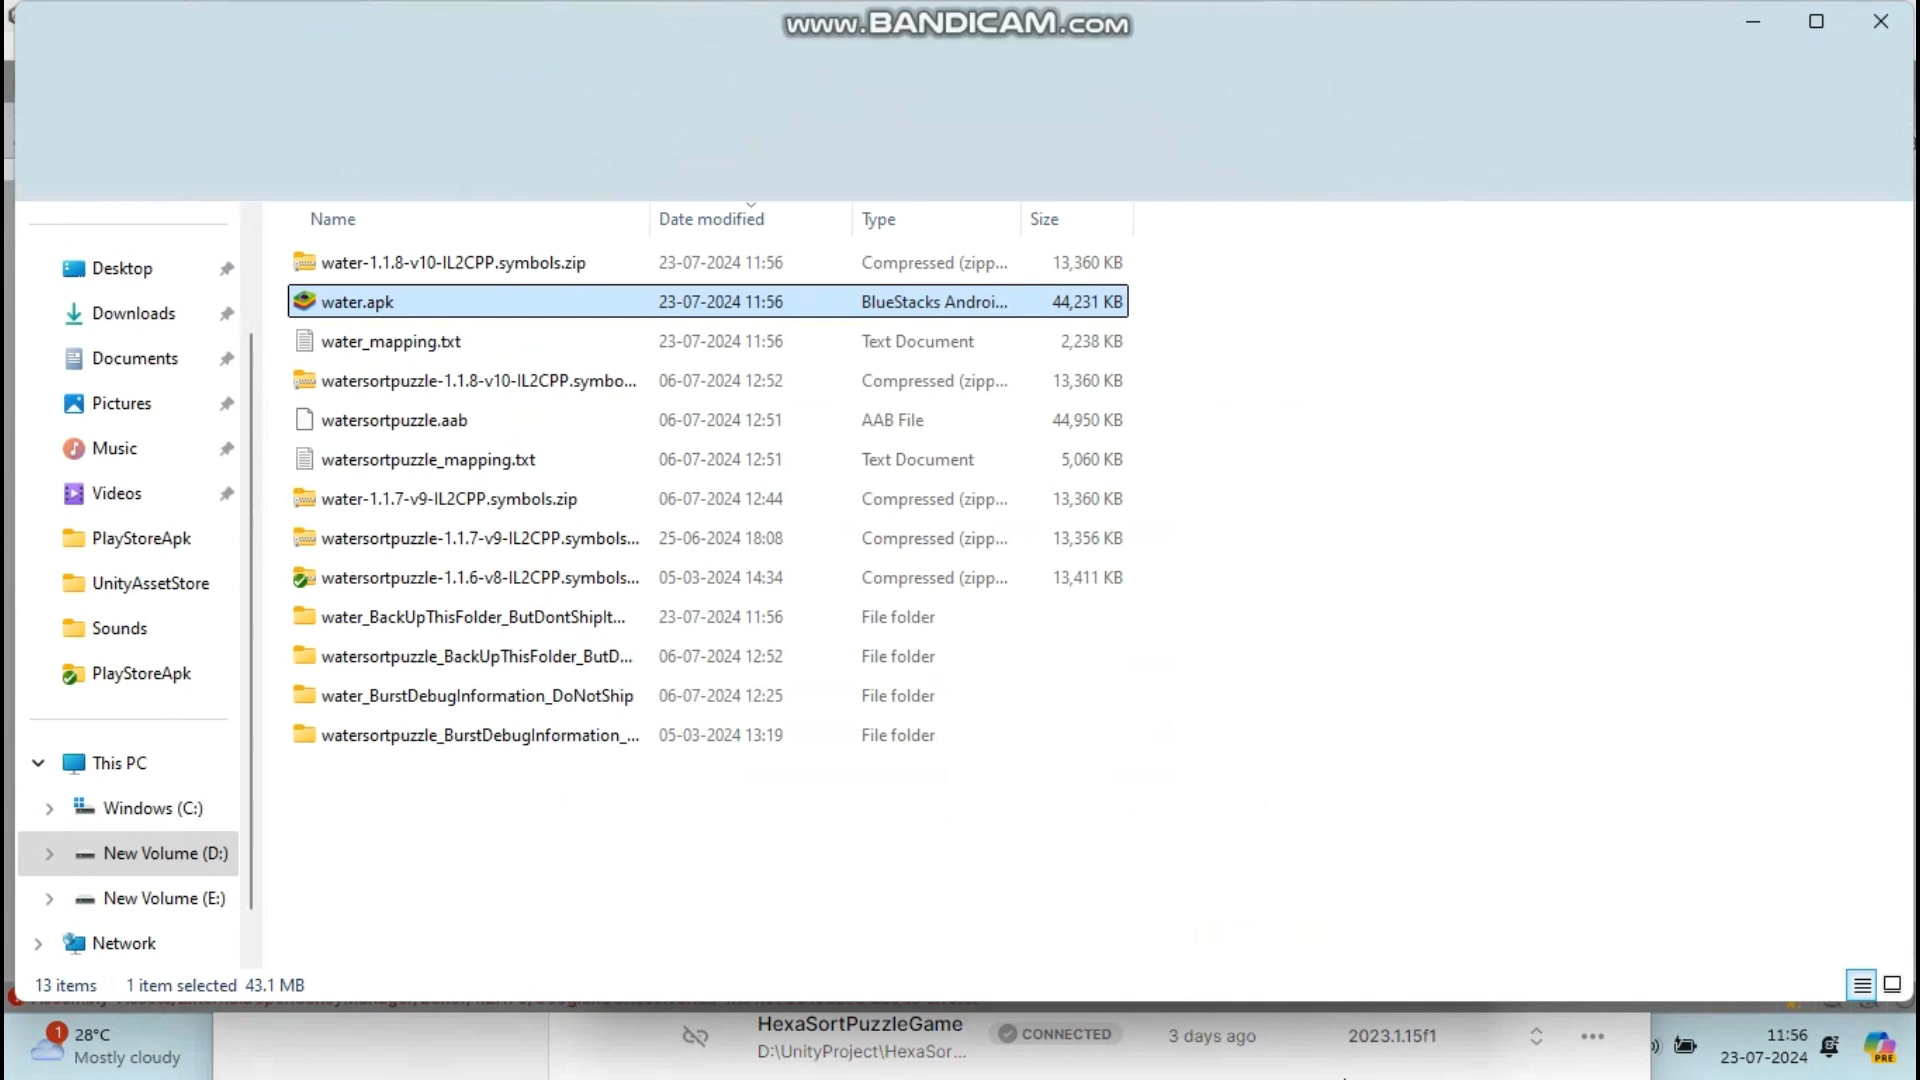 www.BANDICAM.com
Name Date modified Type Size
water-1.1.8-v10-IL2CPP.symbols.zip 23-07-2024 11:56 Compressed (zipp... 13,360 KB
water.apk 23-07-2024 11:56 BlueStacks Androi... 44,231 KB
water_mapping.txt 23-07-2024 11:56 Text Document 2,238 KB
watersortpuzzle-1.1.8-v10-IL2CPP.symbo... 06-07-2024 12:52 Compressed (zipp... 13,360 KB
watersortpuzzle.aab 06-07-2024 12:51 AAB File 44,950 KB
watersortpuzzle_mapping.txt 06-07-2024 12:51 Text Document 5,060 KB
water-1.1.7-v9-IL2CPP.symbols.zip 06-07-2024 12:44 Compressed (zipp... 13,360 KB
watersortpuzzle-1.1.7-v9-IL2CPP.symbols... 25-06-2024 18:08 Compressed (zipp... 13,356 KB
watersortpuzzle-1.1.6-v8-IL2CPP.symbols... 05-03-2024 14:34 Compressed (zipp... 13,411 KB
water_BackUpThisFolder_ButDontShipIt... 23-07-2024 11:56 File folder
watersortpuzzle_BackUpThisFolder_ButD... 06-07-2024 12:52 File folder
water_BurstDebugInformation_DoNotShip 06-07-2024 12:25 File folder
watersortpuzzle_BurstDebugInformation_... 05-03-2024 13:19 File folder
Desktop
Downloads
Documents
Pictures
Music
Videos
PlayStoreApk
UnityAssetStore
Sounds
PlayStoreApk
This PC
Windows (C:)
New Volume (D:)
New Volume (E:)
Network
13 items 1 item selected 43.1 MB
1
28°C
Mostly cloudy
HexaSortPuzzleGame CONNECTED 3 days ago 2023.1.15f1
D:\UnityProject\HexaSor...
11:56
23-07-2024
PRE